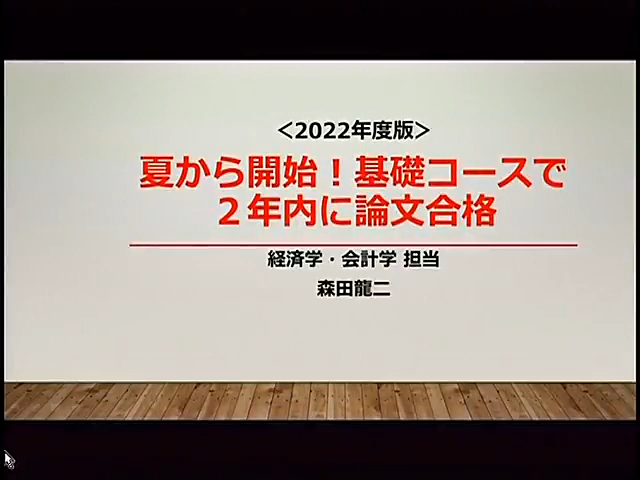 ＜2022年度版＞
夏から開始！基礎コースで
２年内に論文合格
経済学・会計学 担当
森田龍二